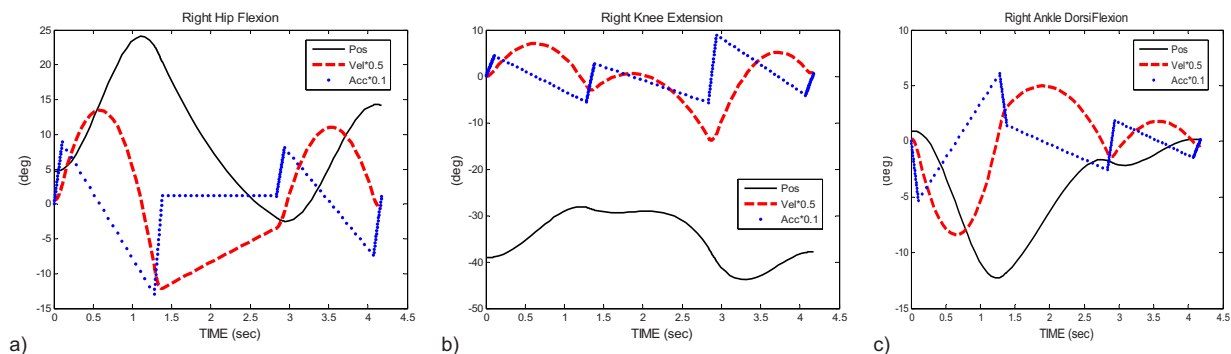 Right Hip Flexion
25
20
15
10
5
0
-5
-10
-15
(deg)
0 0.5 1 1.5 2 2.5 3 3.5 4 4.5
TIME (sec)
Pos
Vel*0.5
Acc*0.1
a)
Right Knee Extension
10
0
-10
-20
-30
-40
-50
(deg)
0 0.5 1 1.5 2 2.5 3 3.5 4 4.5
TIME (sec)
Pos
Vel*0.5
Acc*0.1
b)
Right Ankle DorsiFlexion
10
5
0
-5
-10
-15
(deg)
0 0.5 1 1.5 2 2.5 3 3.5 4 4.5
TIME (sec)
Pos
Vel*0.5
Acc*0.1
c)